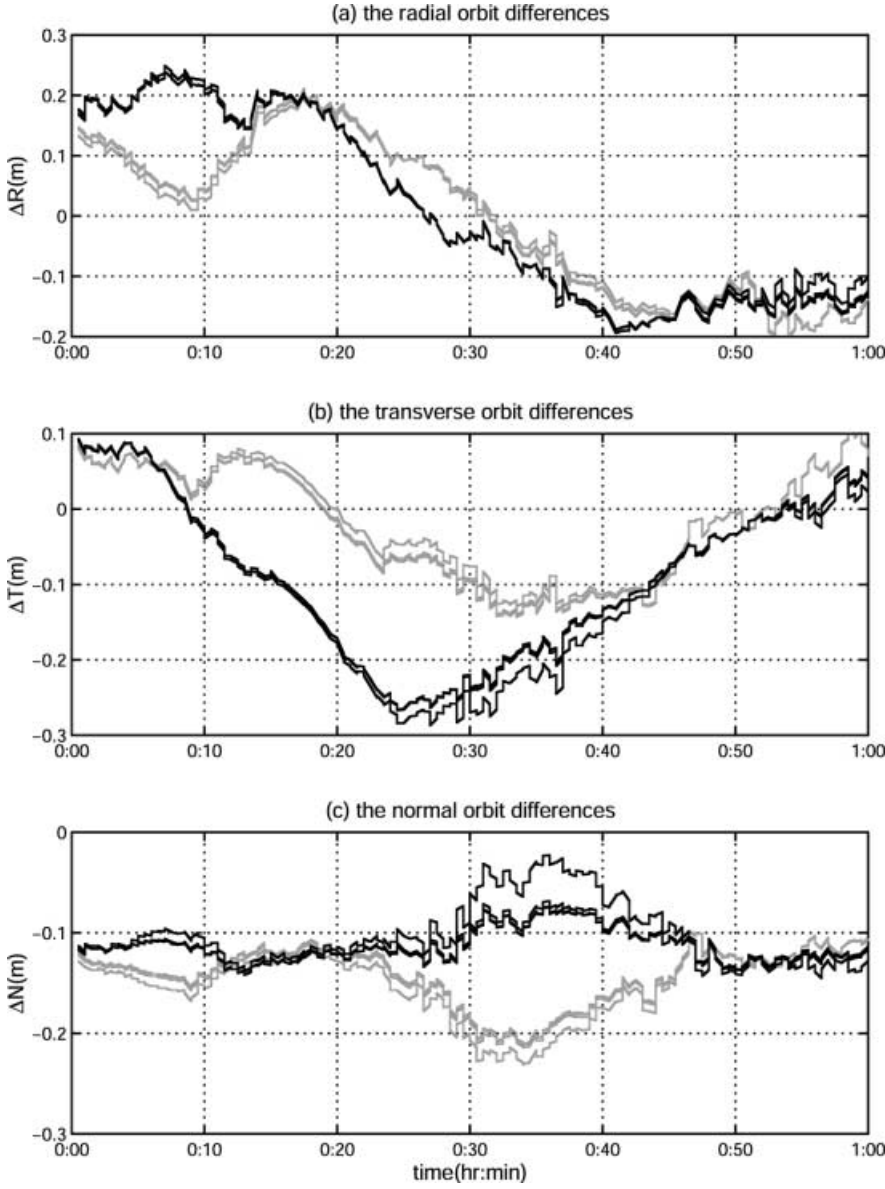 (a) the radial orbit differences
0.3
0.2
0.1
0
−0.1
−0.2
ΔR(m)
0:00 0:10 0:20 0:30 0:40 0:50 1:00
(b) the transverse orbit differences
0.1
0
−0.1
−0.2
−0.3
ΔT(m)
0:00 0:10 0:20 0:30 0:40 0:50 1:00
(c) the normal orbit differences
0
−0.1
−0.2
−0.3
ΔN(m)
0:00 0:10 0:20 0:30 0:40 0:50 1:00
time(hr:min)